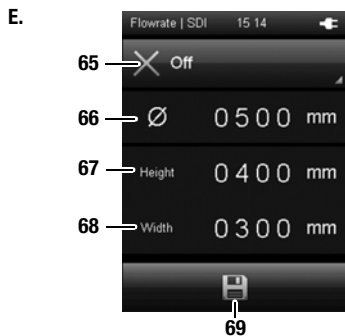 E.
Flowrate | SDI 15 14
65 Off
66 Ø 0500 mm
67 Height 0400 mm
68 Width 0300 mm
69